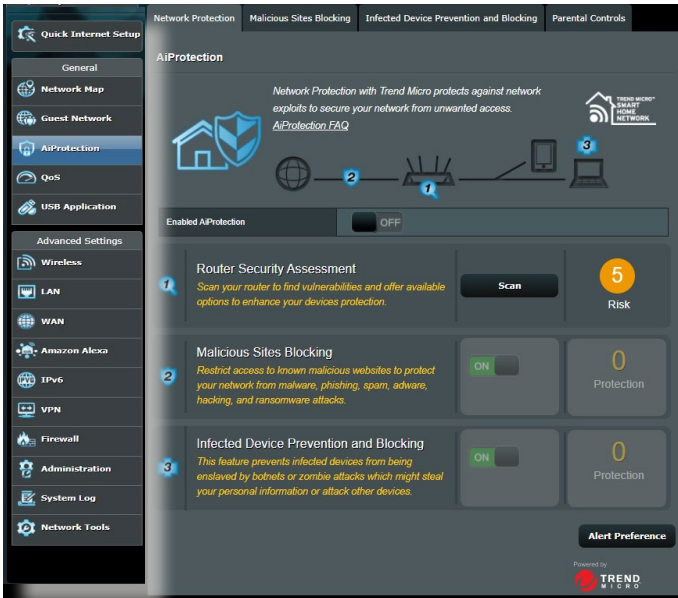 Network Protection
Malicious Sites Blocking
Infected Device Prevention and Blocking
Parental Controls
Quick Internet Setup
General
Network Map
Guest Network
AiProtection
QoS
USB Application
Advanced Settings
Wireless
LAN
WAN
Amazon Alexa
IPv6
VPN
Firewall
Administration
System Log
Network Tools
AiProtection
Network Protection with Trend Micro protects against network
exploits to secure your network from unwanted access.
AiProtection FAQ
TREND MICRO™
SMART
HOME
NETWORK
2
1
3
Enabled AiProtection
OFF
1
Router Security Assessment
Scan your router to find vulnerabilities and offer available
options to enhance your devices protection.
Scan
5
Risk
2
Malicious Sites Blocking
Restrict access to known malicious websites to protect
your network from malware, phishing, spam, adware,
hacking, and ransomware attacks.
ON
0
Protection
3
Infected Device Prevention and Blocking
This feature prevents infected devices from being
enslaved by botnets or zombie attacks which might steal
your personal information or attack other devices.
ON
0
Protection
Alert Preference
Powered by
TREND
MICRO